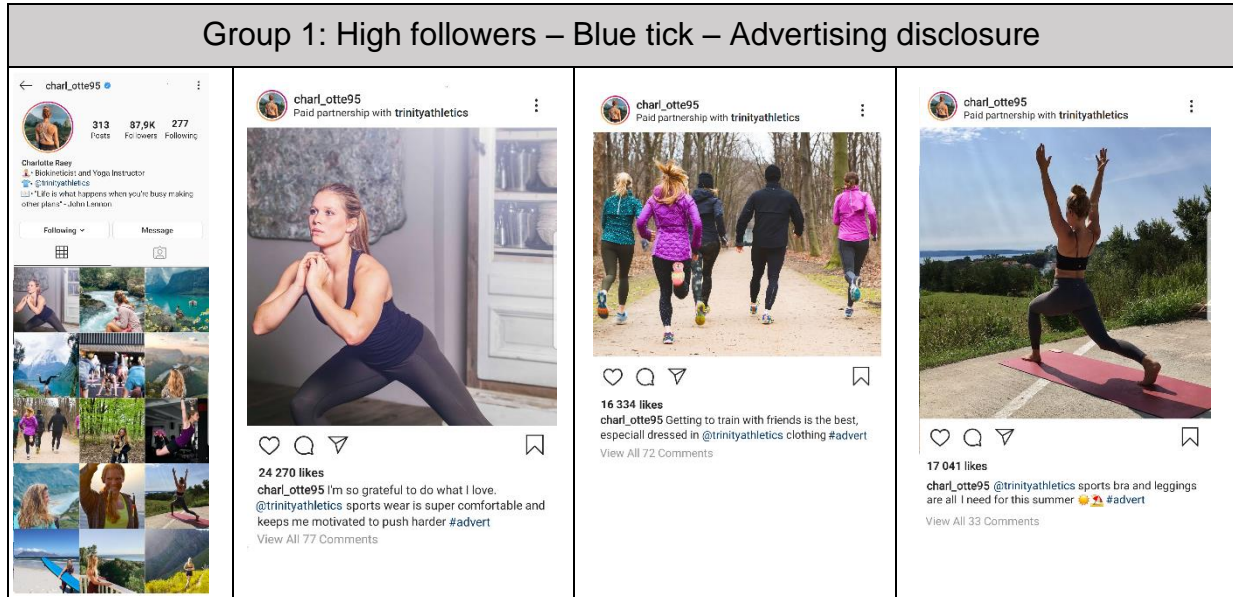 Group 1: High followers – Blue tick – Advertising disclosure
charl_otte95
313 87,9K 277
Posts Followers Following
Charlotte Raey
Biokineticist and Yoga Instructor
@trinityathletics
"Life is what happens when you're busy making
other plans" - John Lennon
Following Message
charl_otte95
Paid partnership with trinityathletics
24 270 likes
charl_otte95 I'm so grateful to do what I love.
@trinityathletics sports wear is super comfortable and
keeps me motivated to push harder #advert
View All 77 Comments
charl_otte95
Paid partnership with trinityathletics
16 334 likes
charl_otte95 Getting to train with friends is the best,
especiall dressed in @trinityathletics clothing #advert
View All 72 Comments
charl_otte95
Paid partnership with trinityathletics
17 041 likes
charl_otte95 @trinityathletics sports bra and leggings
are all I need for this summer 🌞⛱️ #advert
View All 33 Comments